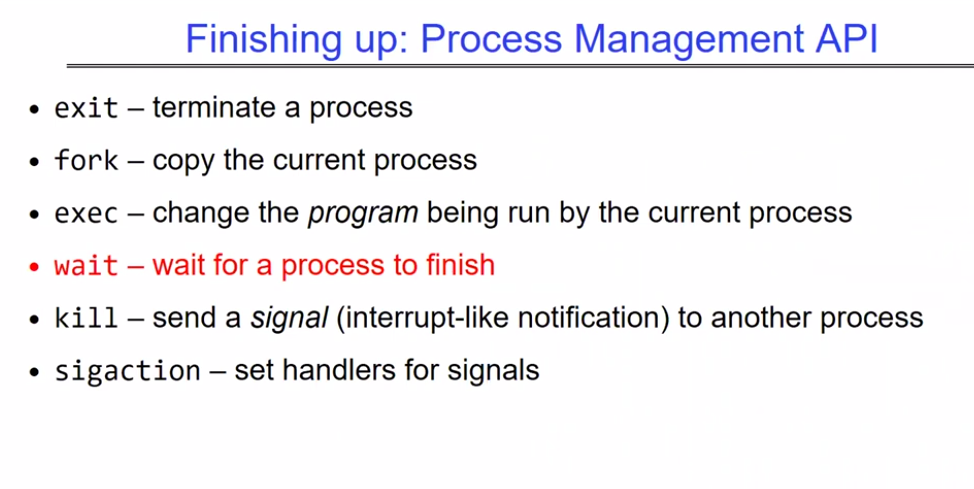 Finishing up: Process Management API
• exit – terminate a process
• fork – copy the current process
• exec – change the program being run by the current process
• wait – wait for a process to finish
• kill – send a signal (interrupt-like notification) to another process
• sigaction – set handlers for signals